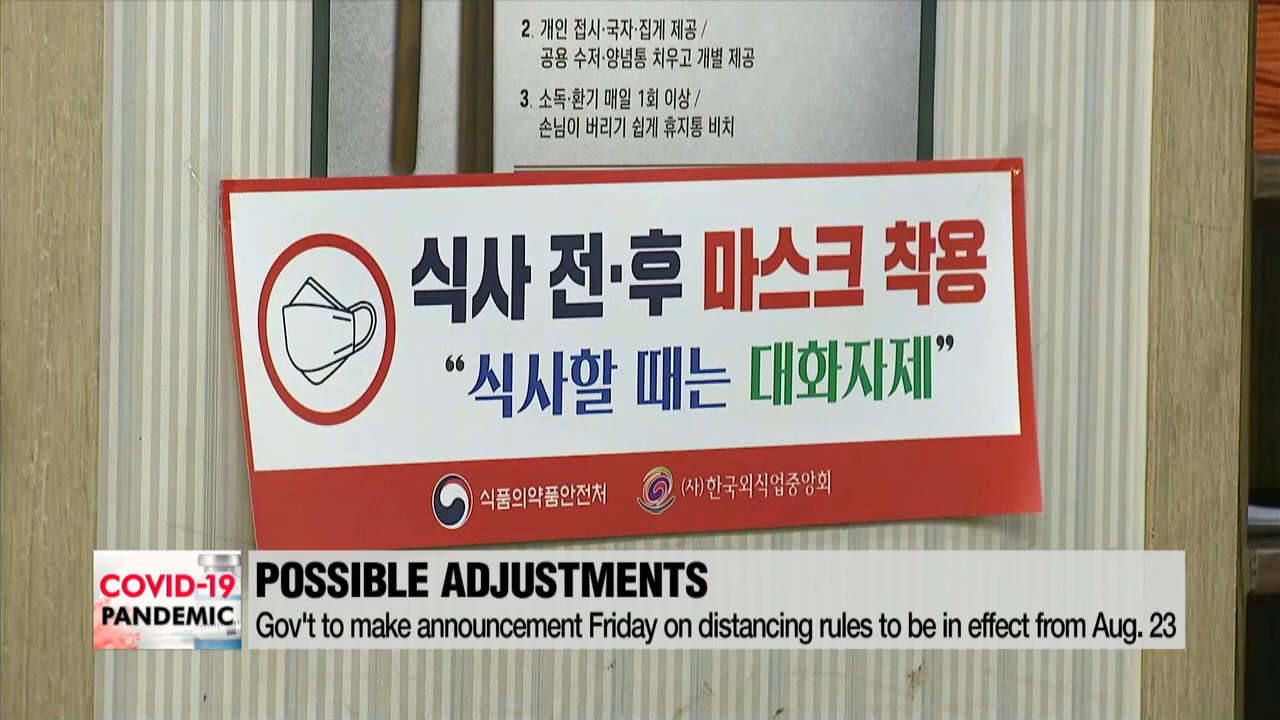 2. 개인 접시·국자·집게 제공 /
공용 수저·양념통 치우고 개별 제공
3. 소독·환기 매일 1회 이상 /
손님이 버리기 쉽게 휴지통 비치
식사 전·후 마스크 착용
“식사할 때는 대화자제”
식품의약품안전처 (사)한국외식업중앙회
COVID-19
PANDEMIC
POSSIBLE ADJUSTMENTS
Gov't to make announcement Friday on distancing rules to be in effect from Aug. 23